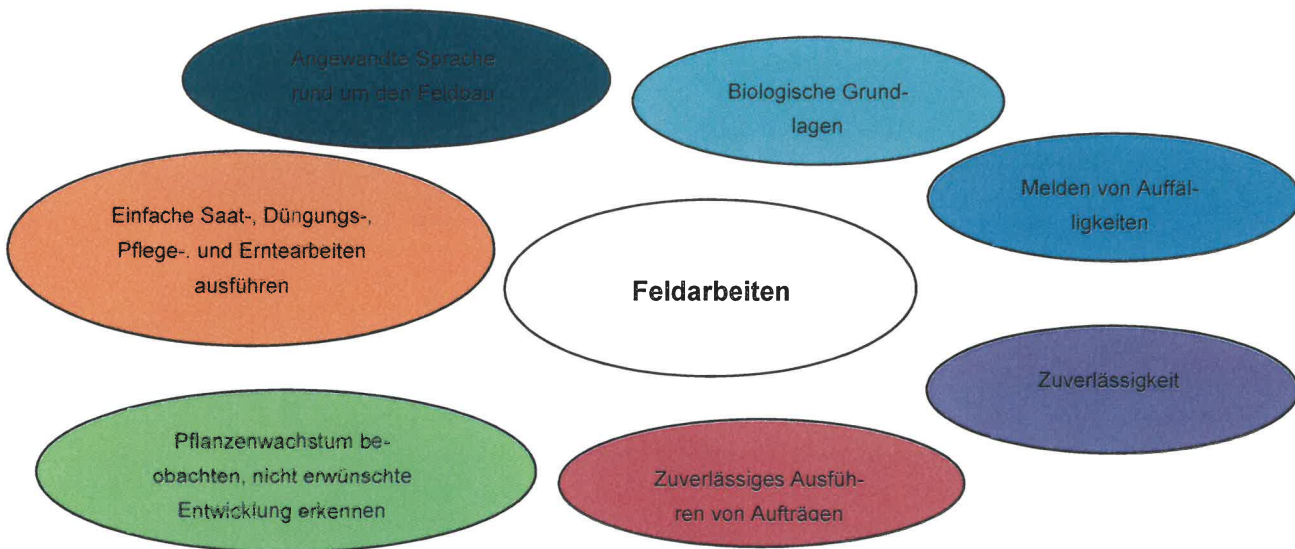 Angewandte Sprache
rund um den Feldbau
Biologische Grund-
lagen
Melden von Auffäl-
ligkeiten
Einfache Saat-, Düngungs-,
Pflege-. und Erntearbeiten
ausführen
Feldarbeiten
Zuverlässigkeit
Pflanzenwachstum be-
obachten, nicht erwünschte
Entwicklung erkennen
Zuverlässiges Ausfüh-
ren von Aufträgen